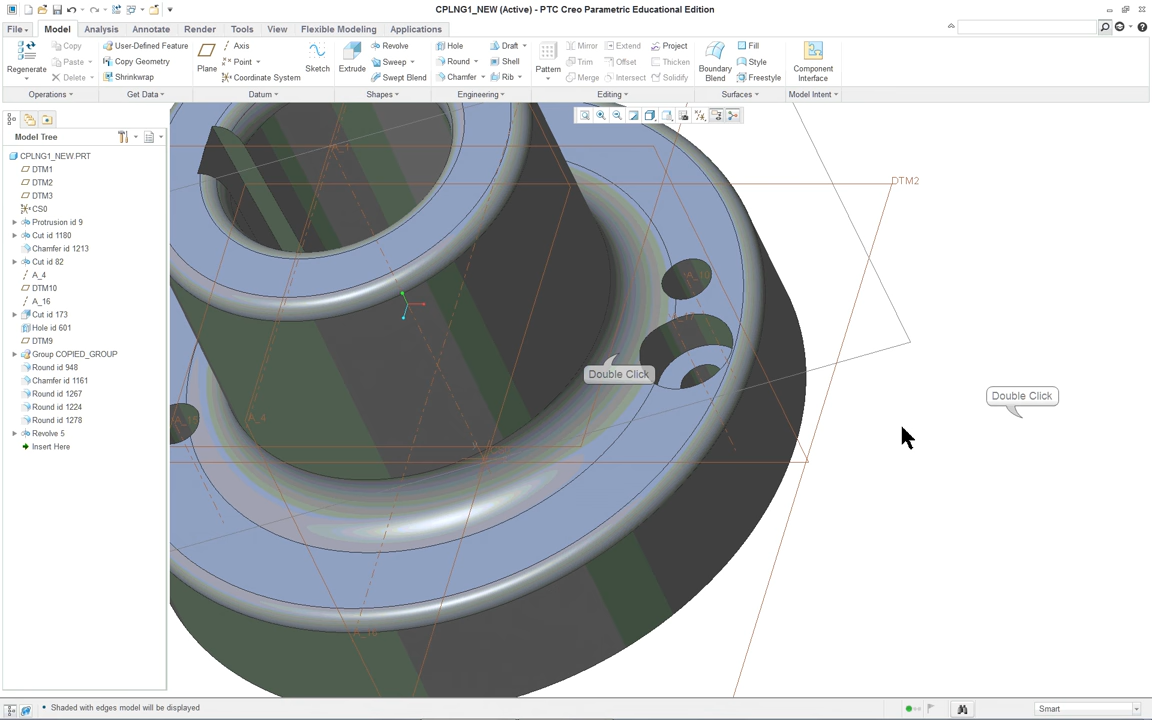 CPLNG1_NEW (Active) - PTC Creo Parametric Educational Edition
File Model Analysis Annotate Render Tools View Flexible Modeling Applications
Regenerate Copy Paste Delete
User-Defined Feature Copy Geometry Shrinkwrap
Plane Axis Point Coordinate System Sketch
Extrude Revolve Sweep Swept Blend
Hole Round Chamfer Draft Shell Rib
Pattern Mirror Trim Merge Extend Offset Intersect Project Thicken Solidify
Boundary Blend Fill Style Freestyle
Component Interface
Operations Get Data Datum Shapes Engineering Editing Surfaces Model Intent
Model Tree
CPLNG1_NEW.PRT
DTM1
DTM2
DTM3
CS0
Protrusion id 9
Cut id 1180
Chamfer id 1213
Cut id 82
A_4
DTM10
A_16
Cut id 173
Hole id 601
DTM9
Group COPIED_GROUP
Round id 948
Chamfer id 1161
Round id 1267
Round id 1224
Round id 1278
Revolve 5
Insert Here
DTM2
A_4
Double Click
Double Click
Shaded with edges model will be displayed
Smart